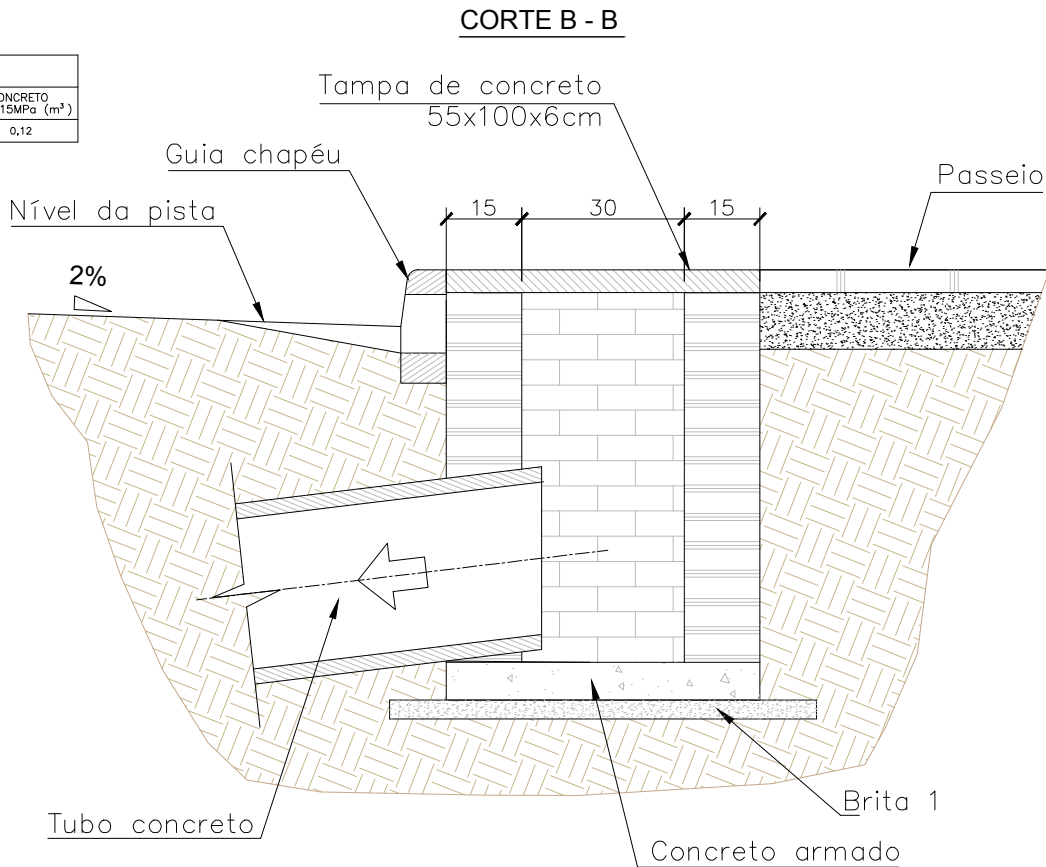 CORTE B - B
ONCRETO
15MPa (m³)
0,12
Tampa de concreto
55x100x6cm
Guia chapéu
Passeio
Nível da pista
15
30
15
2%
Brita 1
Tubo concreto
Concreto armado